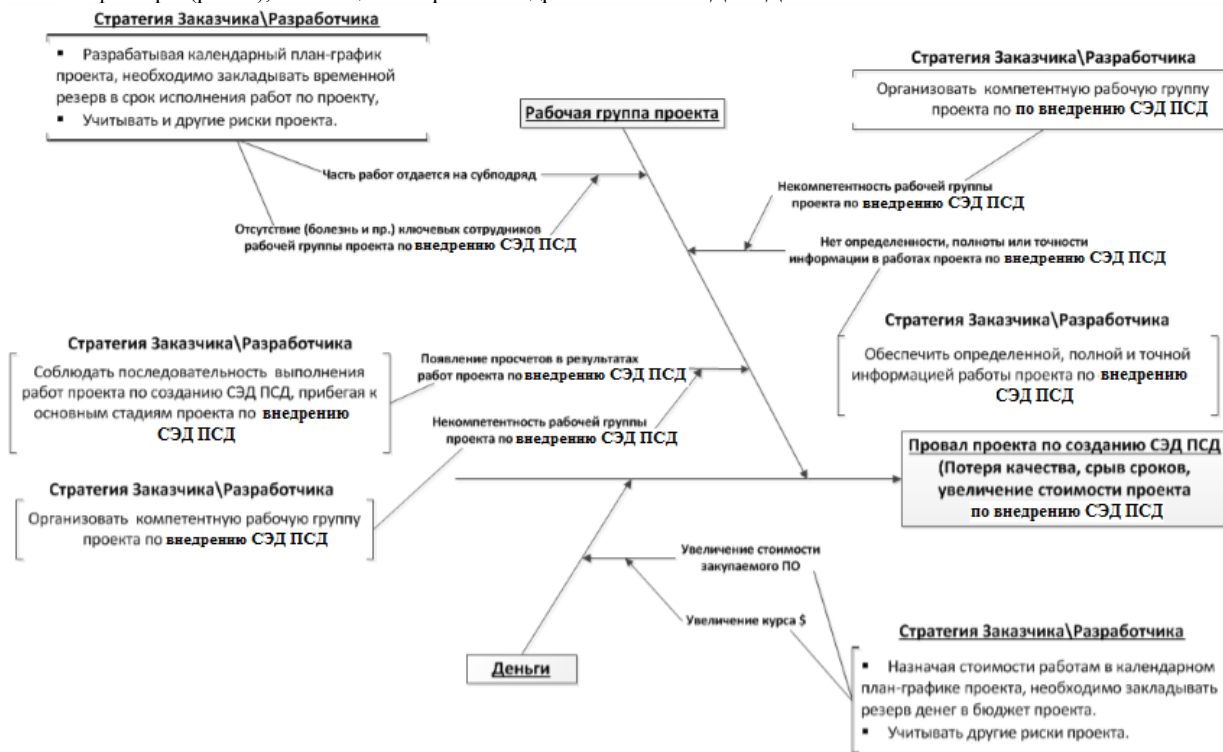 Стратегия Заказчика\Разработчика
▪ Разрабатывая календарный план-график
проекта, необходимо закладывать временной
резерв в срок исполнения работ по проекту,
▪ Учитывать и другие риски проекта.
Рабочая группа проекта
Стратегия Заказчика\Разработчика
Организовать компетентную рабочую группу
проекта по по внедрению СЭД ПСД
Часть работ отдается на субподряд
Отсутствие (болезнь и пр.) ключевых сотрудников
рабочей группы проекта по внедрению СЭД ПСД
Некомпетентность рабочей группы
проекта по внедрению СЭД ПСД
Нет определенности, полноты или точности
информации в работах проекта по внедрению СЭД ПСД
Стратегия Заказчика\Разработчика
Соблюдать последовательность выполнения
работ проекта по созданию СЭД ПСД, прибегая к
основным стадиям проекта по внедрению
СЭД ПСД
Появление просчетов в результатах
работ проекта по внедрению СЭД ПСД
Некомпетентность рабочей группы
проекта по внедрению СЭД ПСД
Стратегия Заказчика\Разработчика
Обеспечить определенной, полной и точной
информацией работы проекта по внедрению
СЭД ПСД
Стратегия Заказчика\Разработчика
Организовать компетентную рабочую группу
проекта по внедрению СЭД ПСД
Провал проекта по созданию СЭД ПСД
(Потеря качества, срыв сроков,
увеличение стоимости проекта
по внедрению СЭД ПСД
Увеличение стоимости
закупаемого ПО
Увеличение курса $
Деньги
Стратегия Заказчика\Разработчика
▪ Назначая стоимости работам в календарном
план-графике проекта, необходимо закладывать
резерв денег в бюджет проекта.
▪ Учитывать другие риски проекта.